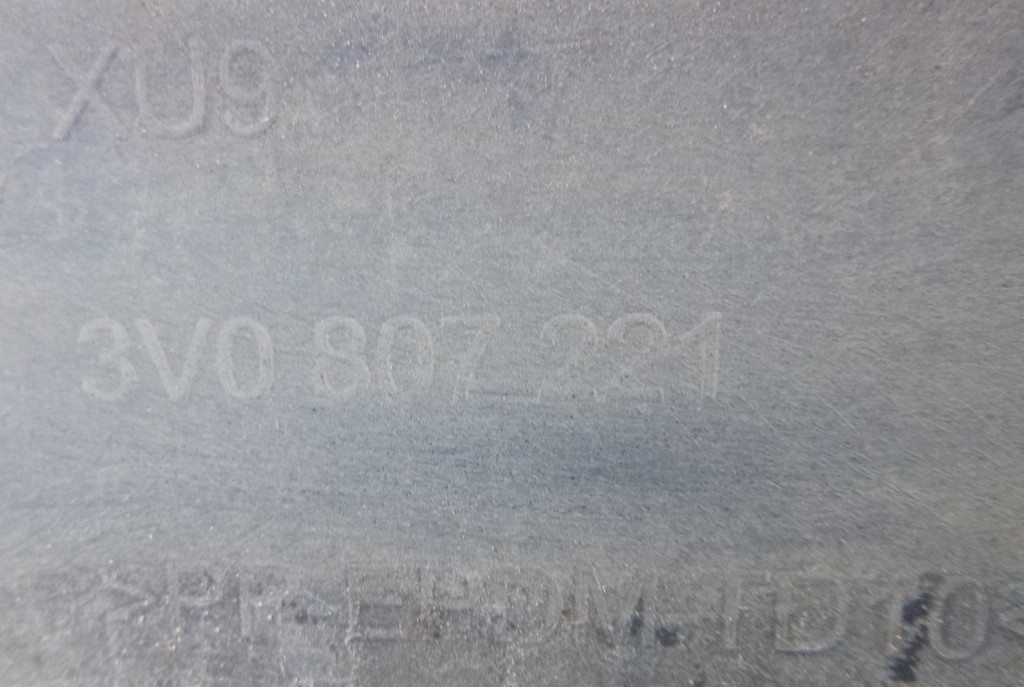 XU9
3V0 807 221
>PP-EPDM-TD10<